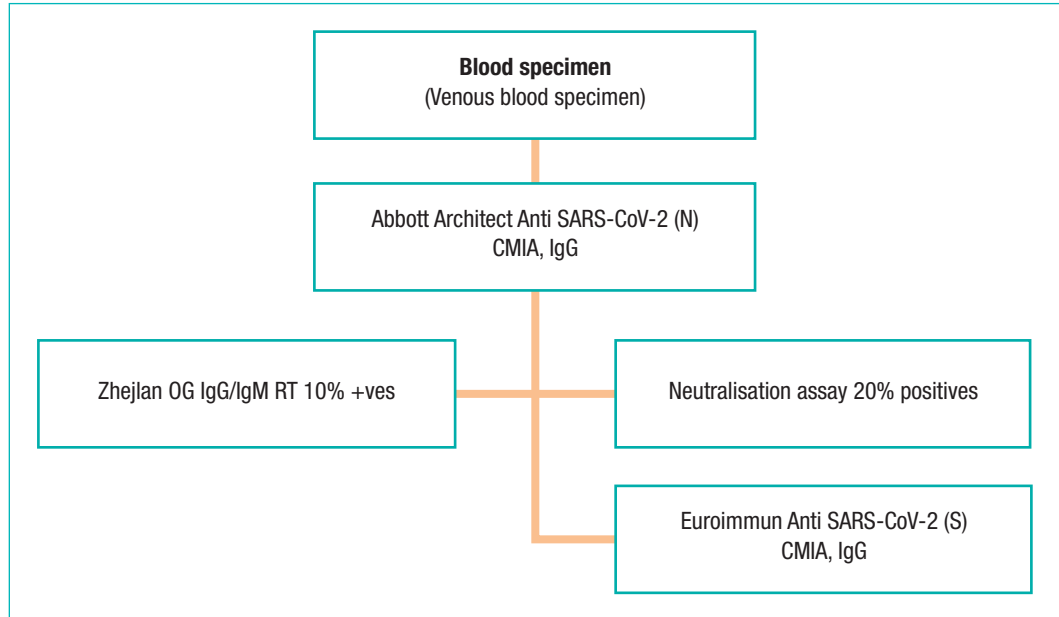 Blood specimen
(Venous blood specimen)
Abbott Architect Anti SARS-CoV-2 (N)
CMIA, IgG
Zhejlan OG IgG/IgM RT 10% +ves
Neutralisation assay 20% positives
Euroimmun Anti SARS-CoV-2 (S)
CMIA, IgG